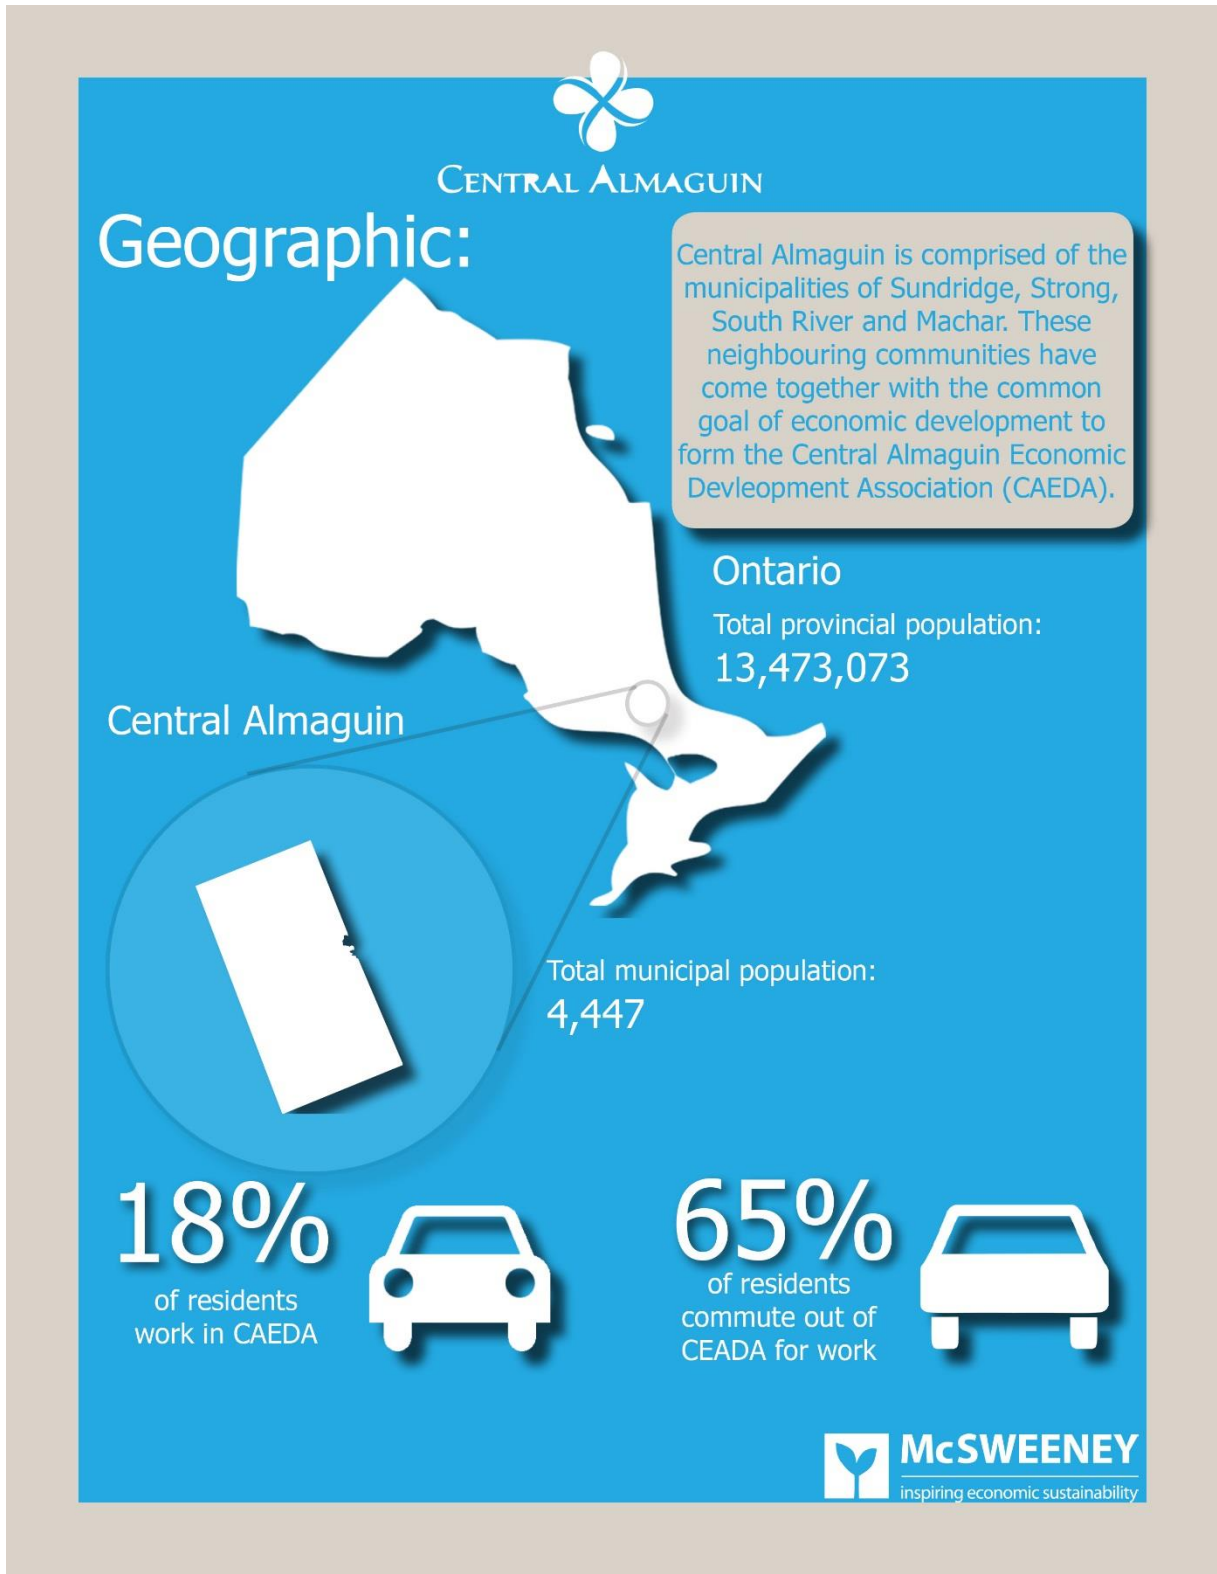 CENTRAL ALMAGUIN
Geographic:
Central Almaguin is comprised of the
municipalities of Sundridge, Strong,
South River and Machar. These
neighbouring communities have
come together with the common
goal of economic development to
form the Central Almaguin Economic
Devleopment Association (CAEDA).
Ontario
Total provincial population:
13,473,073
Central Almaguin
Total municipal population:
4,447
18%
of residents
work in CAEDA
65%
of residents
commute out of
CEADA for work
McSWEENEY
inspiring economic sustainability